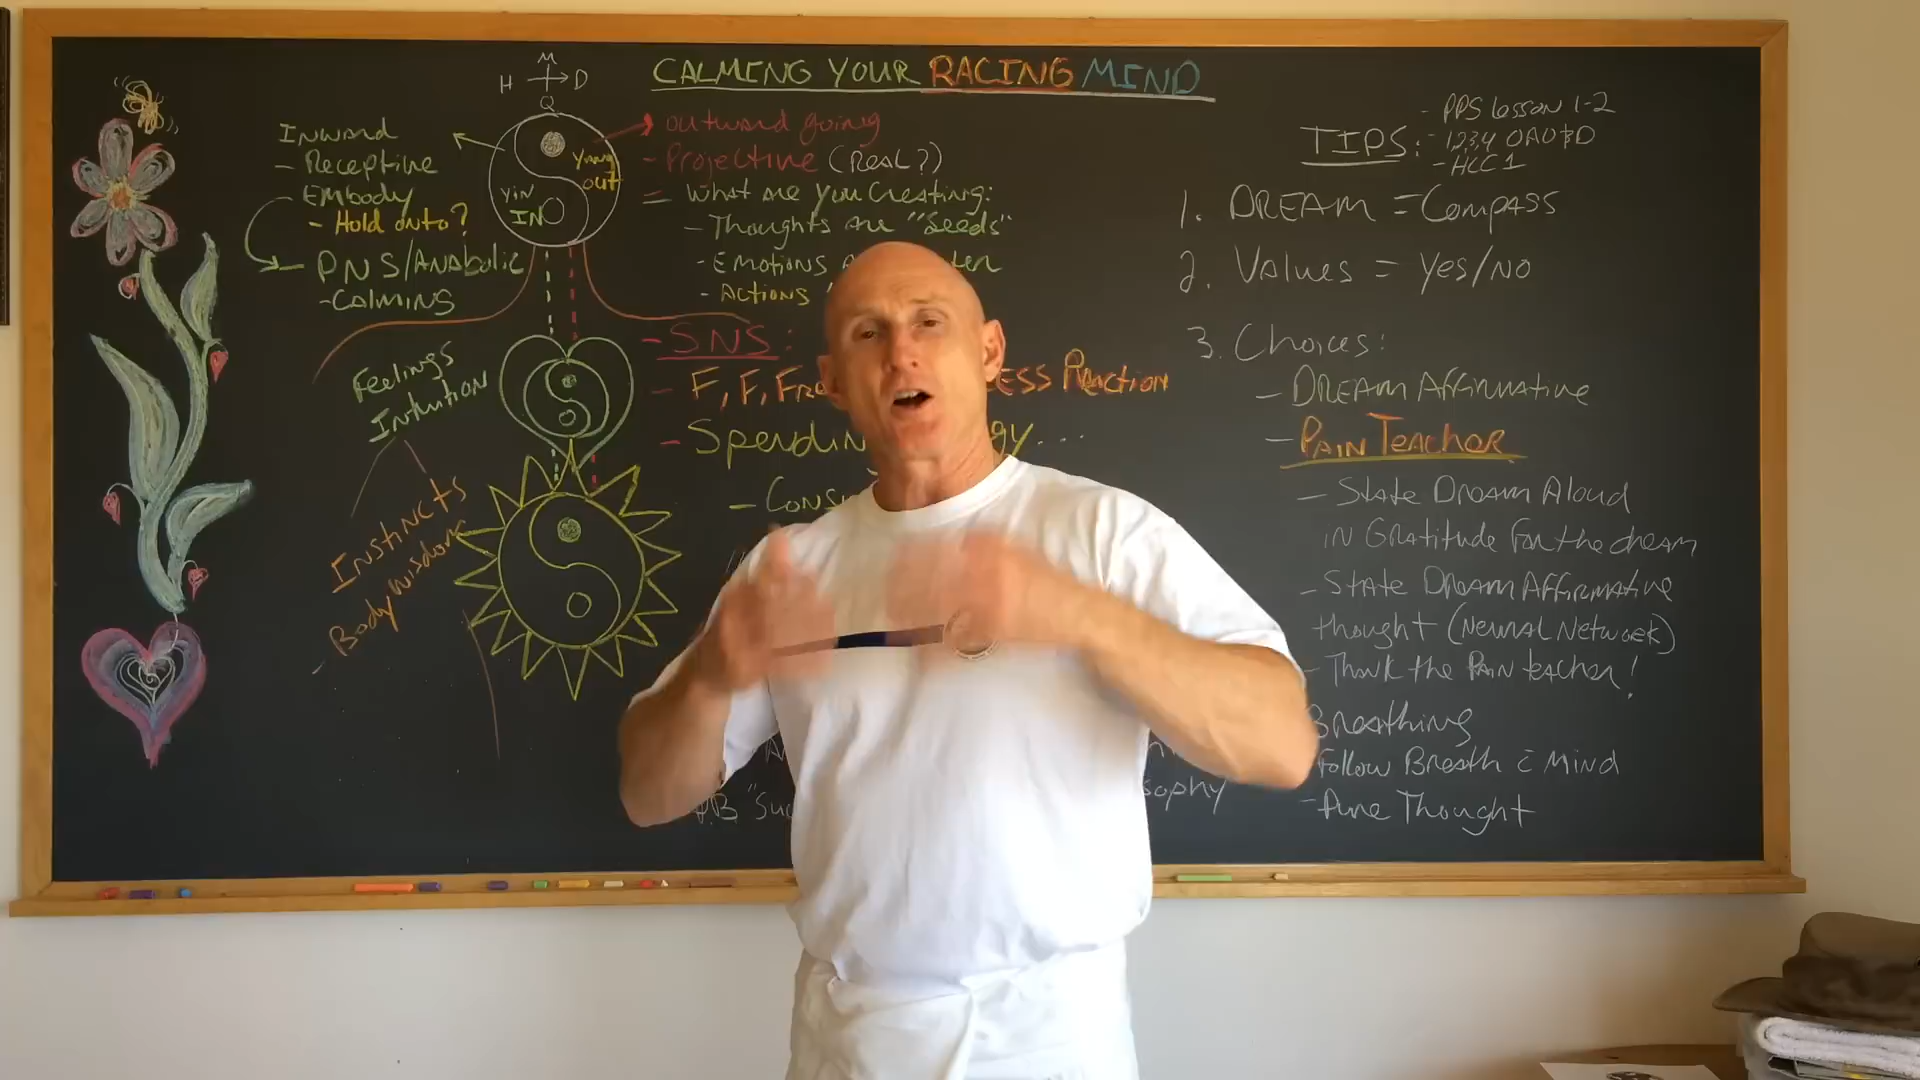 CALMING YOUR RACING MIND
M
H D
Q
INWARD
- Receptive
- Embody
- Hold onto?
- PNS/ANABOLIC
- CALMING
Yang
out
yin
IN
outward going
- Projective (Real?)
= What are you Creating:
- Thoughts are "Seeds"
- Emotions
- Actions
- SNS:
- F, F, Fre ESS Reaction
- Spending
- Cons
Feelings
Intuition
Instincts
Body wisdom
TIPS:
- PPS Lesson 1-2
- 1,2,3,4
- HCC 1
1. DREAM = Compass
2. Values = Yes/No
3. Choices:
- DREAM Affirmative
- PAIN TEACHER
- State Dream Aloud
in Gratitude for the dream
- State Dream Affirmative
thought (Neural Network)
- Thank the Pain teacher!
Breathing
Follow Breath c̄ Mind
- Pure Thought
sophy